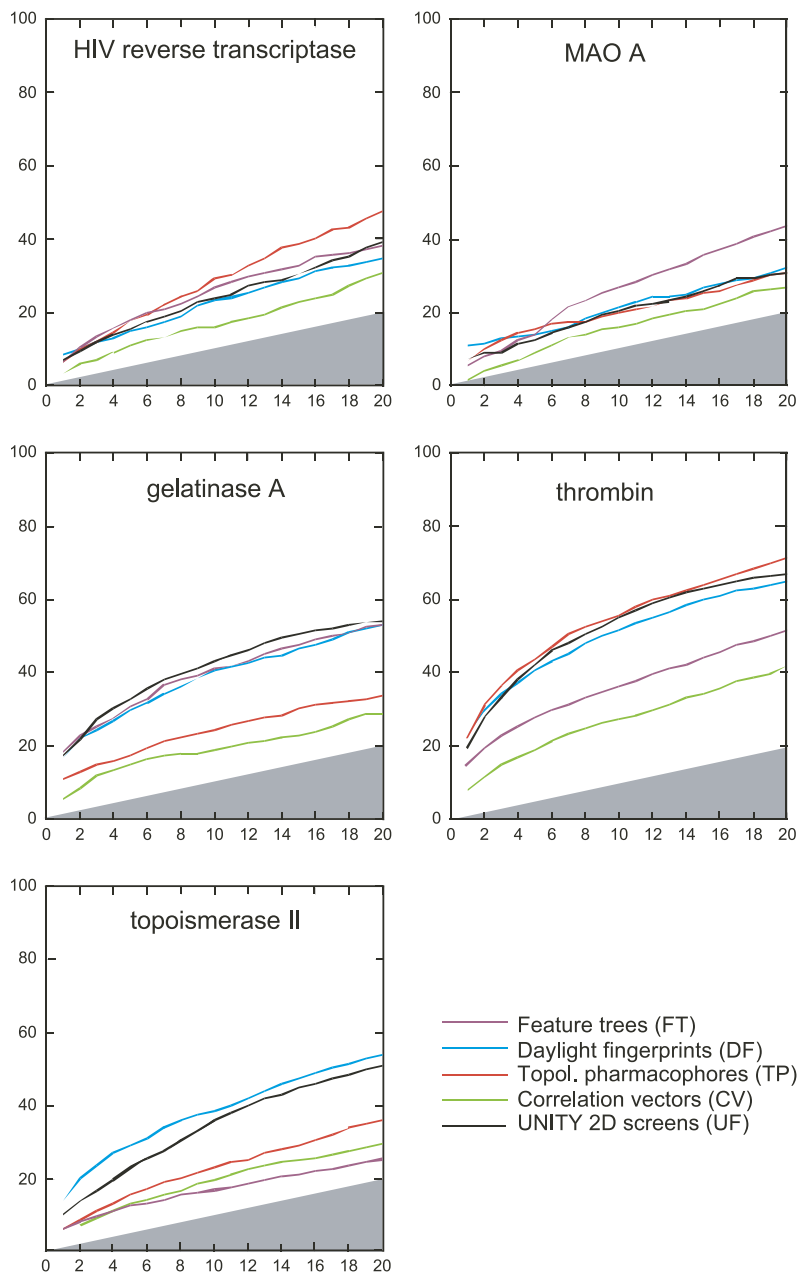 HIV reverse transcriptase
100
80
60
40
20
0
0 2 4 6 8 10 12 14 16 18 20
MAO A
100
80
60
40
20
0
0 2 4 6 8 10 12 14 16 18 20
gelatinase A
100
80
60
40
20
0
0 2 4 6 8 10 12 14 16 18 20
thrombin
100
80
60
40
20
0
0 2 4 6 8 10 12 14 16 18 20
topoismerase II
100
80
60
40
20
0 2 4 6 8 10 12 14 16 18 20
Feature trees (FT)
Daylight fingerprints (DF)
Topol. pharmacophores (TP)
Correlation vectors (CV)
UNITY 2D screens (UF)